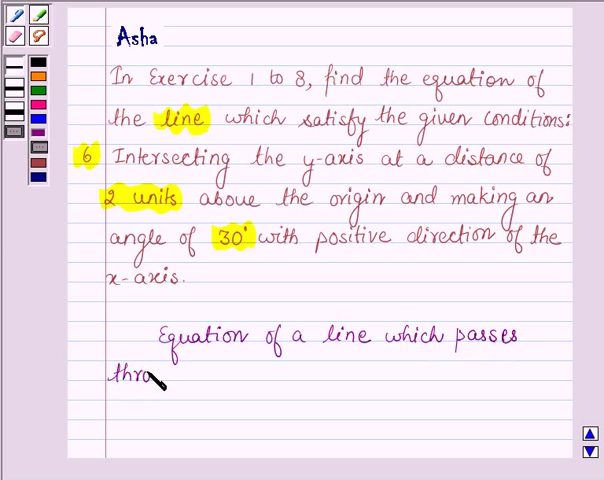 Asha
In Exercise 1 to 8, find the equation of
the line which satisfy the given conditions:
6 Intersecting the y-axis at a distance of
2 units above the origin and making an
angle of 30° with positive direction of the
x-axis.
Equation of a line which passes
thro